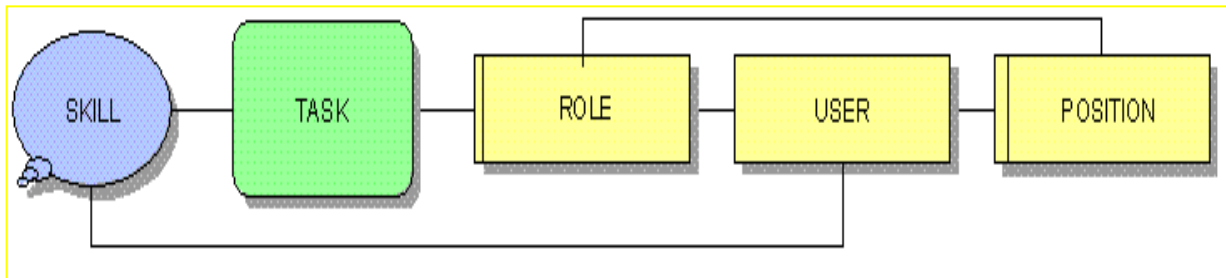 SKILL
TASK
ROLE
USER
POSITION